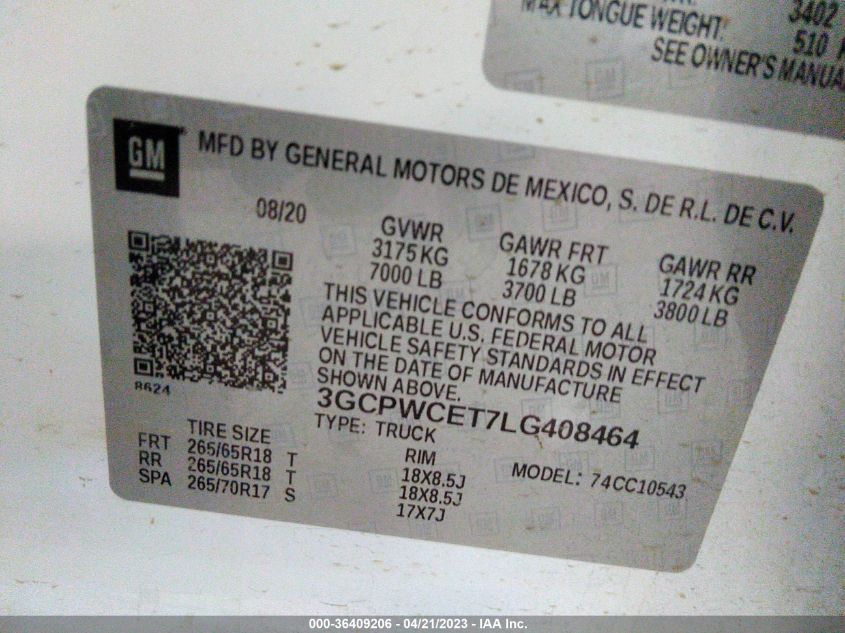 3402
MAX TONGUE WEIGHT:
510
SEE OWNER'S MANUAL
GM
MFD BY GENERAL MOTORS DE MEXICO, S. DE R.L. DE C.V.
08/20
GVWR GAWR FRT GAWR RR
3175 KG 1678 KG 1724 KG
7000 LB 3700 LB 3800 LB
THIS VEHICLE CONFORMS TO ALL
APPLICABLE U.S. FEDERAL MOTOR
VEHICLE SAFETY STANDARDS IN EFFECT
ON THE DATE OF MANUFACTURE
SHOWN ABOVE.
8624
3GCPWCET7LG408464
TYPE: TRUCK
TIRE SIZE RIM MODEL: 74CC10543
FRT 265/65R18 T 18X8.5J
RR 265/65R18 T 18X8.5J
SPA 265/70R17 S 17X7J
000-36409206 - 04/21/2023 - IAA Inc.